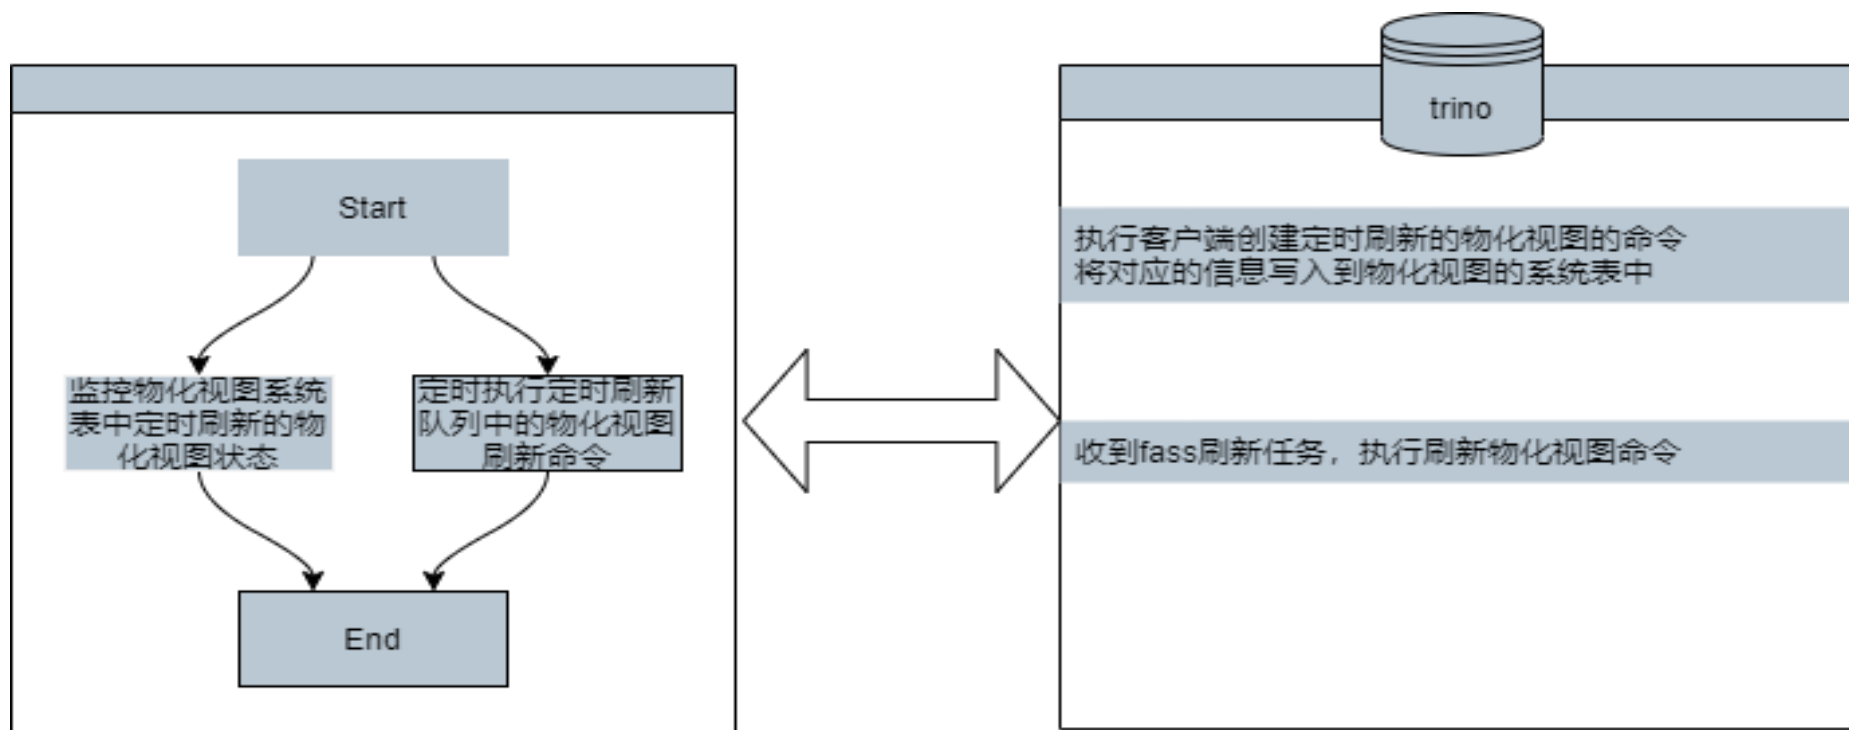 Start
监控物化视图系统
表中定时刷新的物
化视图状态
定时执行定时刷新
队列中的物化视图
刷新命令
End
trino
执行客户端创建定时刷新的物化视图的命令
将对应的信息写入到物化视图的系统表中
收到fass刷新任务，执行刷新物化视图命令